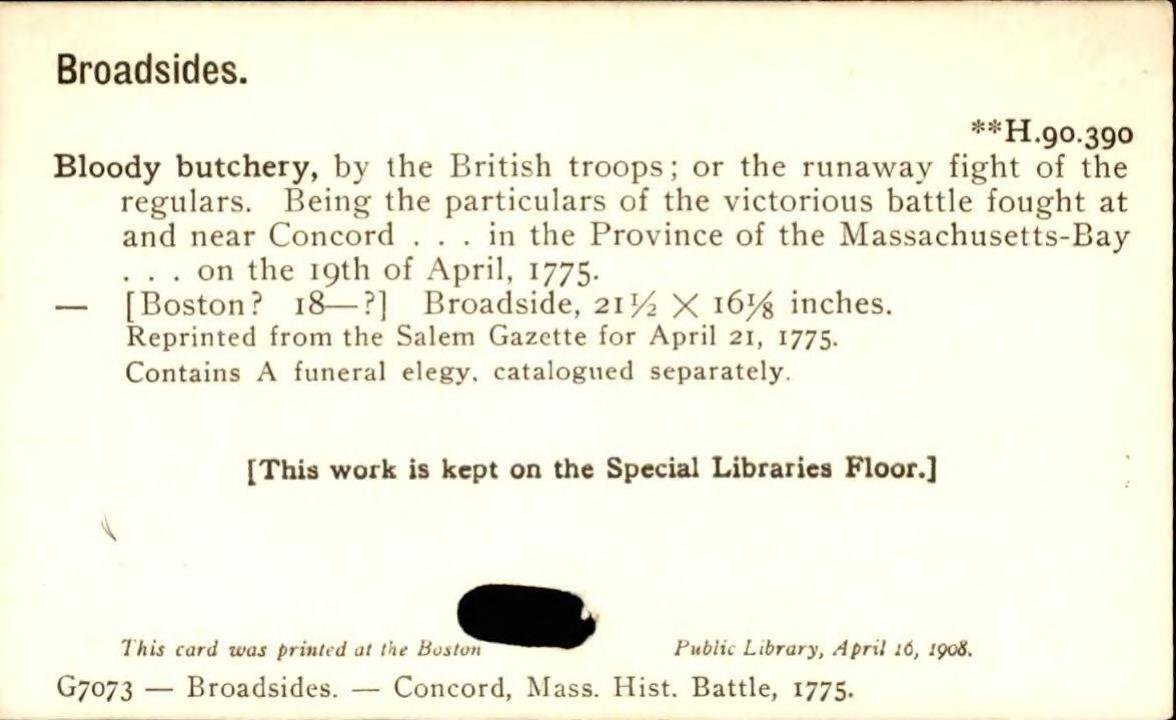 Broadsides.
**H.90.390
Bloody butchery, by the British troops; or the runaway fight of the
regulars. Being the particulars of the victorious battle fought at
and near Concord . . . in the Province of the Massachusetts-Bay
. . . on the 19th of April, 1775.
— [Boston? 18—?] Broadside, 21½ × 16⅛ inches.
Reprinted from the Salem Gazette for April 21, 1775.
Contains A funeral elegy, catalogued separately.
[This work is kept on the Special Libraries Floor.]
This card was printed at the Boston Public Library, April 16, 1908.
G7073 — Broadsides. — Concord, Mass. Hist. Battle, 1775.